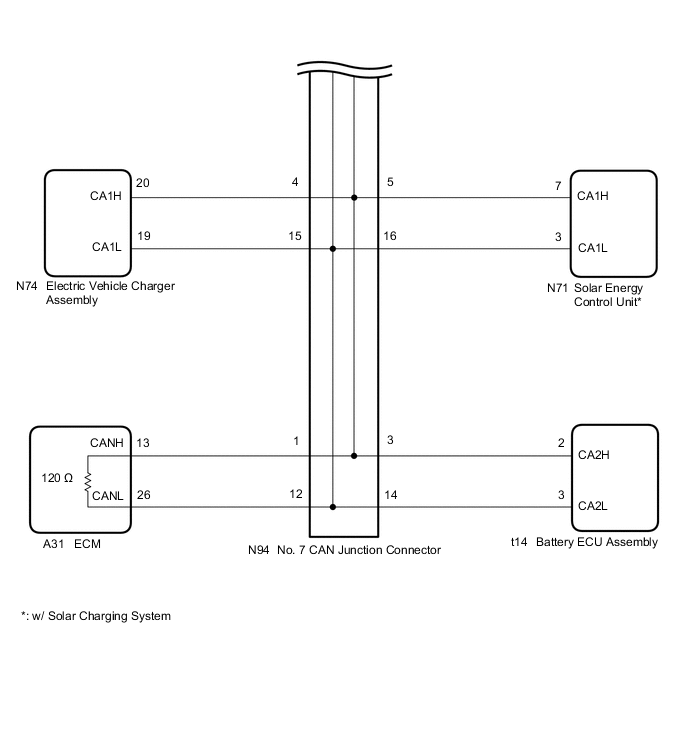 20 4 5 7
CA1H CA1H
19 15 16 3
CA1L CA1L
N74 Electric Vehicle Charger
Assembly
N71 Solar Energy
Control Unit*
CANH 13 1 3 2
CA2H
120 Ω
CANL 26 12 14 3
CA2L
A31 ECM
N94 No. 7 CAN Junction Connector
t14 Battery ECU Assembly
*: w/ Solar Charging System